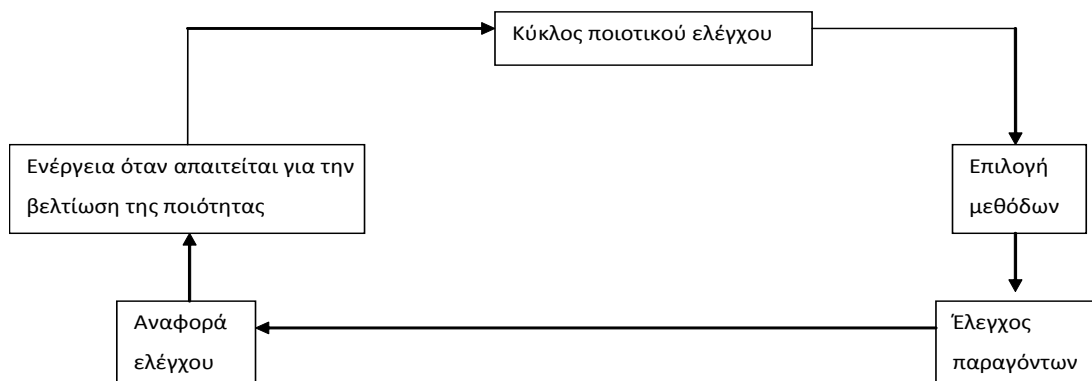 Κύκλος ποιοτικού ελέγχου
Ενέργεια όταν απαιτείται για την
βελτίωση της ποιότητας
Επιλογή
μεθόδων
Αναφορά
ελέγχου
Έλεγχος
παραγόντων